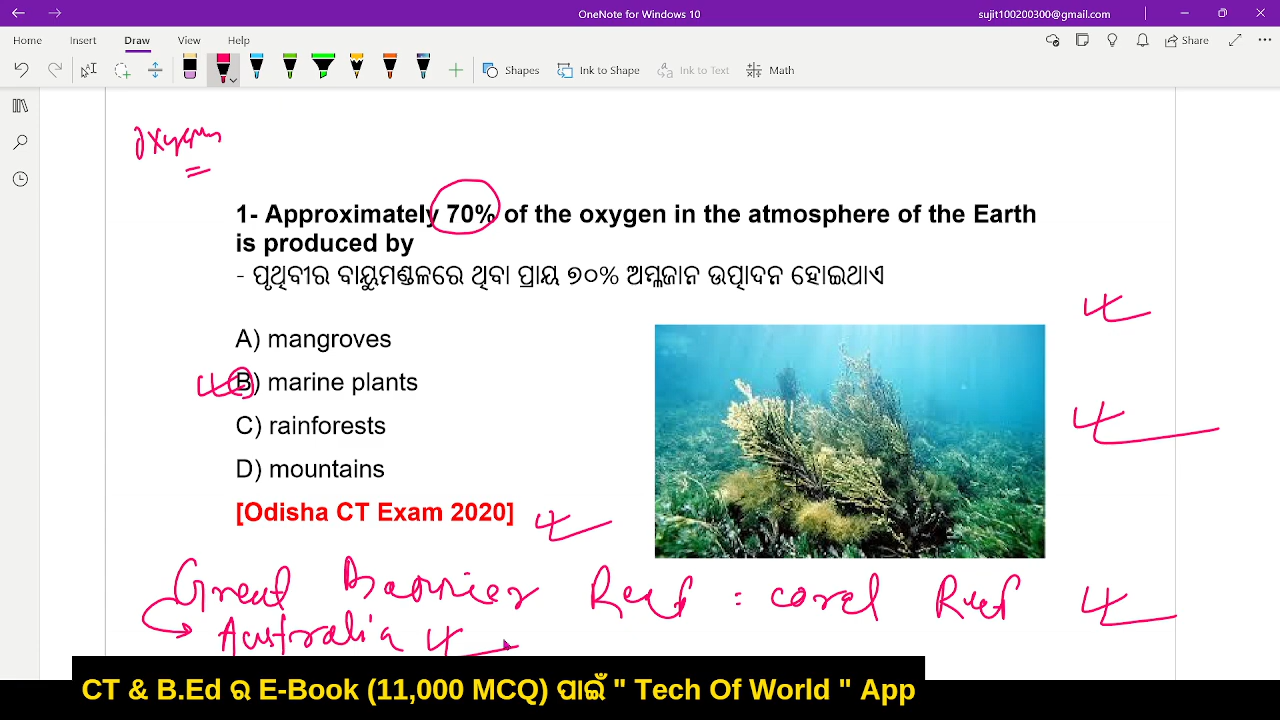 OneNote for Windows 10
sujit100200300@gmail.com
Home Insert Draw View Help
Share
Shapes Ink to Shape Ink to Text Math
oxygen
1- Approximately 70% of the oxygen in the atmosphere of the Earth
is produced by
- ପୃଥିବୀର ବାୟୁମଣ୍ଡଳରେ ଥିବା ପ୍ରାୟ ୭୦% ଅମ୍ଳଜାନ ଉତ୍ପାଦନ ହୋଇଥାଏ
A) mangroves
B) marine plants
C) rainforests
D) mountains
[Odisha CT Exam 2020]
Great Barrier Reef : coral Reef
Australia
CT & B.Ed ର E-Book (11,000 MCQ) ପାଇଁ " Tech Of World " App